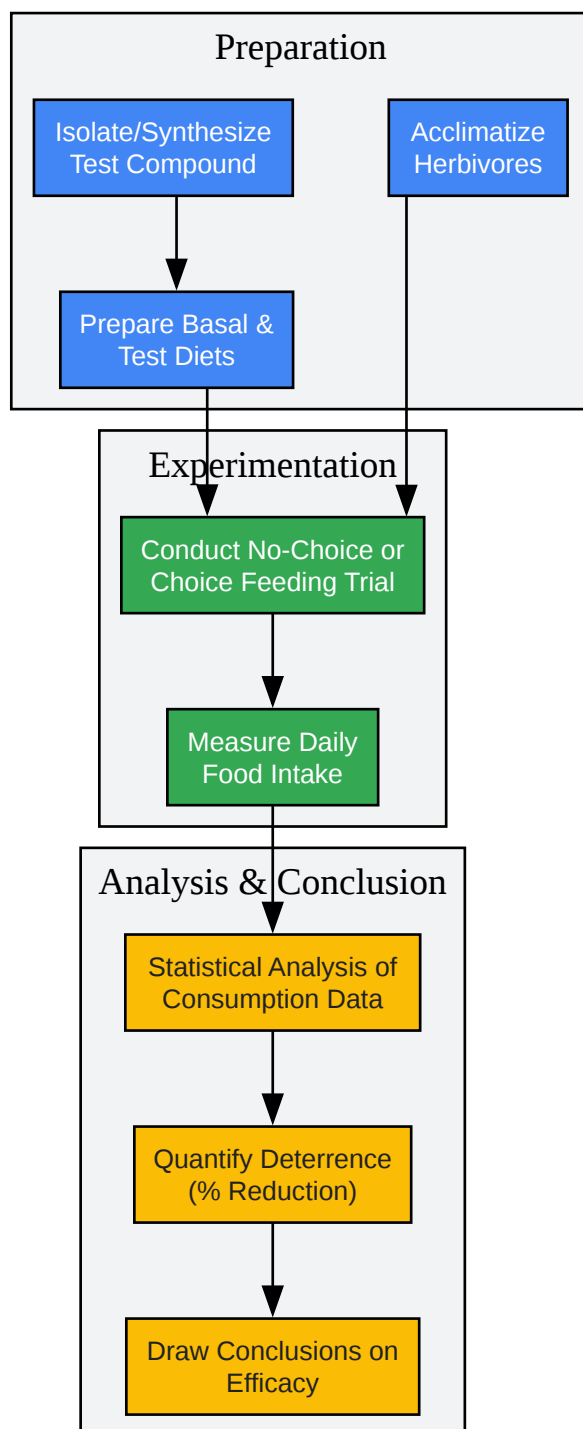 Preparation
Isolate/Synthesize
Test Compound
Acclimatize
Herbivores
Prepare Basal &
Test Diets
Experimentation
Conduct No-Choice or
Choice Feeding Trial
Measure Daily
Food Intake
Analysis & Conclusion
Statistical Analysis of
Consumption Data
Quantify Deterrence
(% Reduction)
Draw Conclusions on
Efficacy